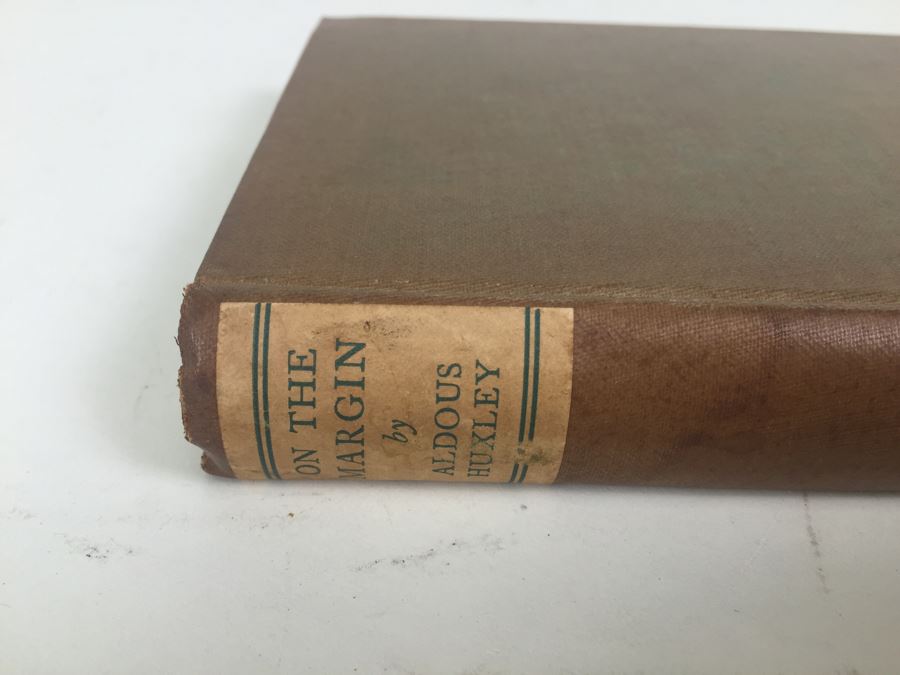 ON THE
MARGIN
by
ALDOUS
HUXLEY